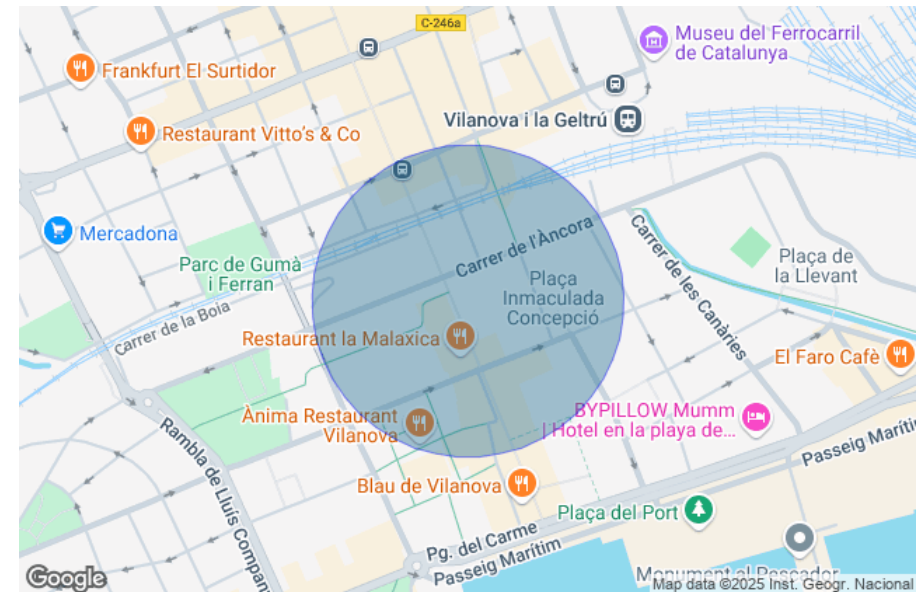 C-246a
Museu del Ferrocarril
de Catalunya
Frankfurt El Surtidor
Vilanova i la Geltrú
Restaurant Vitto's & Co
Mercadona
Carrer de l'Àncora
Parc de Gumà
i Ferran
Plaça
Inmaculada
Concepció
Carrer de les Canàries
Plaça de
la Llevant
Carrer de la Boia
Restaurant la Malaxica
El Faro Cafè
Ànima Restaurant
Vilanova
BYPILLOW Mumm
| Hotel en la playa de...
Rambla de Lluís Company
Passeig Marítim
Blau de Vilanova
Plaça del Port
Pg. del Carme
Passeig Marítim
Monument al Pescador
Google
Map data ©2025 Inst. Geogr. Nacional